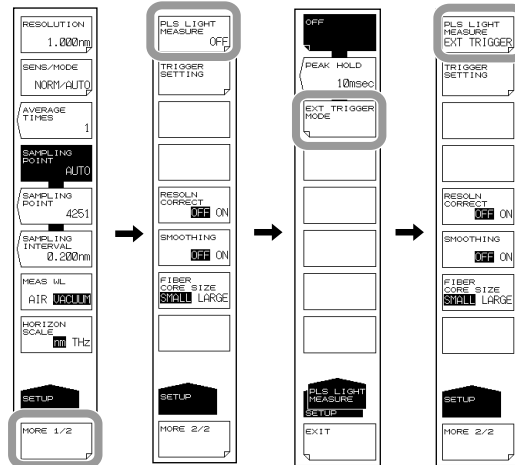 RESOLUTION
1.000nm
SENS/MODE
NORM/AUTO
AVERAGE
TIMES
1
SAMPLING
POINT
AUTO
SAMPLING
POINT
4251
SAMPLING
INTERVAL
0.200nm
MEAS WL
AIR VACUUM
HORIZON
SCALE
nm THz
SETUP
MORE 1/2
PLS LIGHT
MEASURE
OFF
TRIGGER
SETTING
RESOLN
CORRECT
OFF ON
SMOOTHING
OFF ON
FIBER
CORE SIZE
SMALL LARGE
SETUP
MORE 2/2
OFF
PEAK HOLD
10msec
EXT TRIGGER
MODE
PLS LIGHT
MEASURE
SETUP
EXIT
PLS LIGHT
MEASURE
EXT TRIGGER
TRIGGER
SETTING
RESOLN
CORRECT
OFF ON
SMOOTHING
OFF ON
FIBER
CORE SIZE
SMALL LARGE
SETUP
MORE 2/2